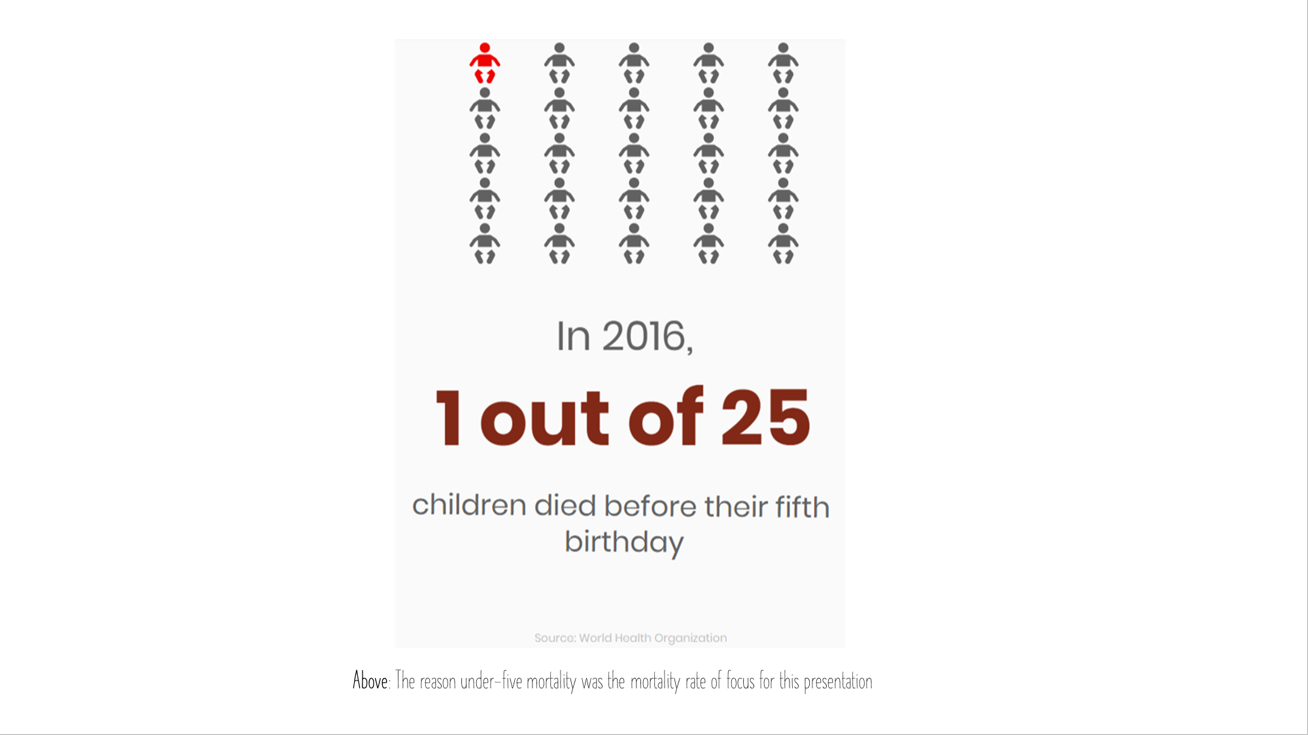 In 2016,
1 out of 25
children died before their fifth
birthday
Source: World Health Organization
Above: The reason under-five mortality was the mortality rate of focus for this presentation